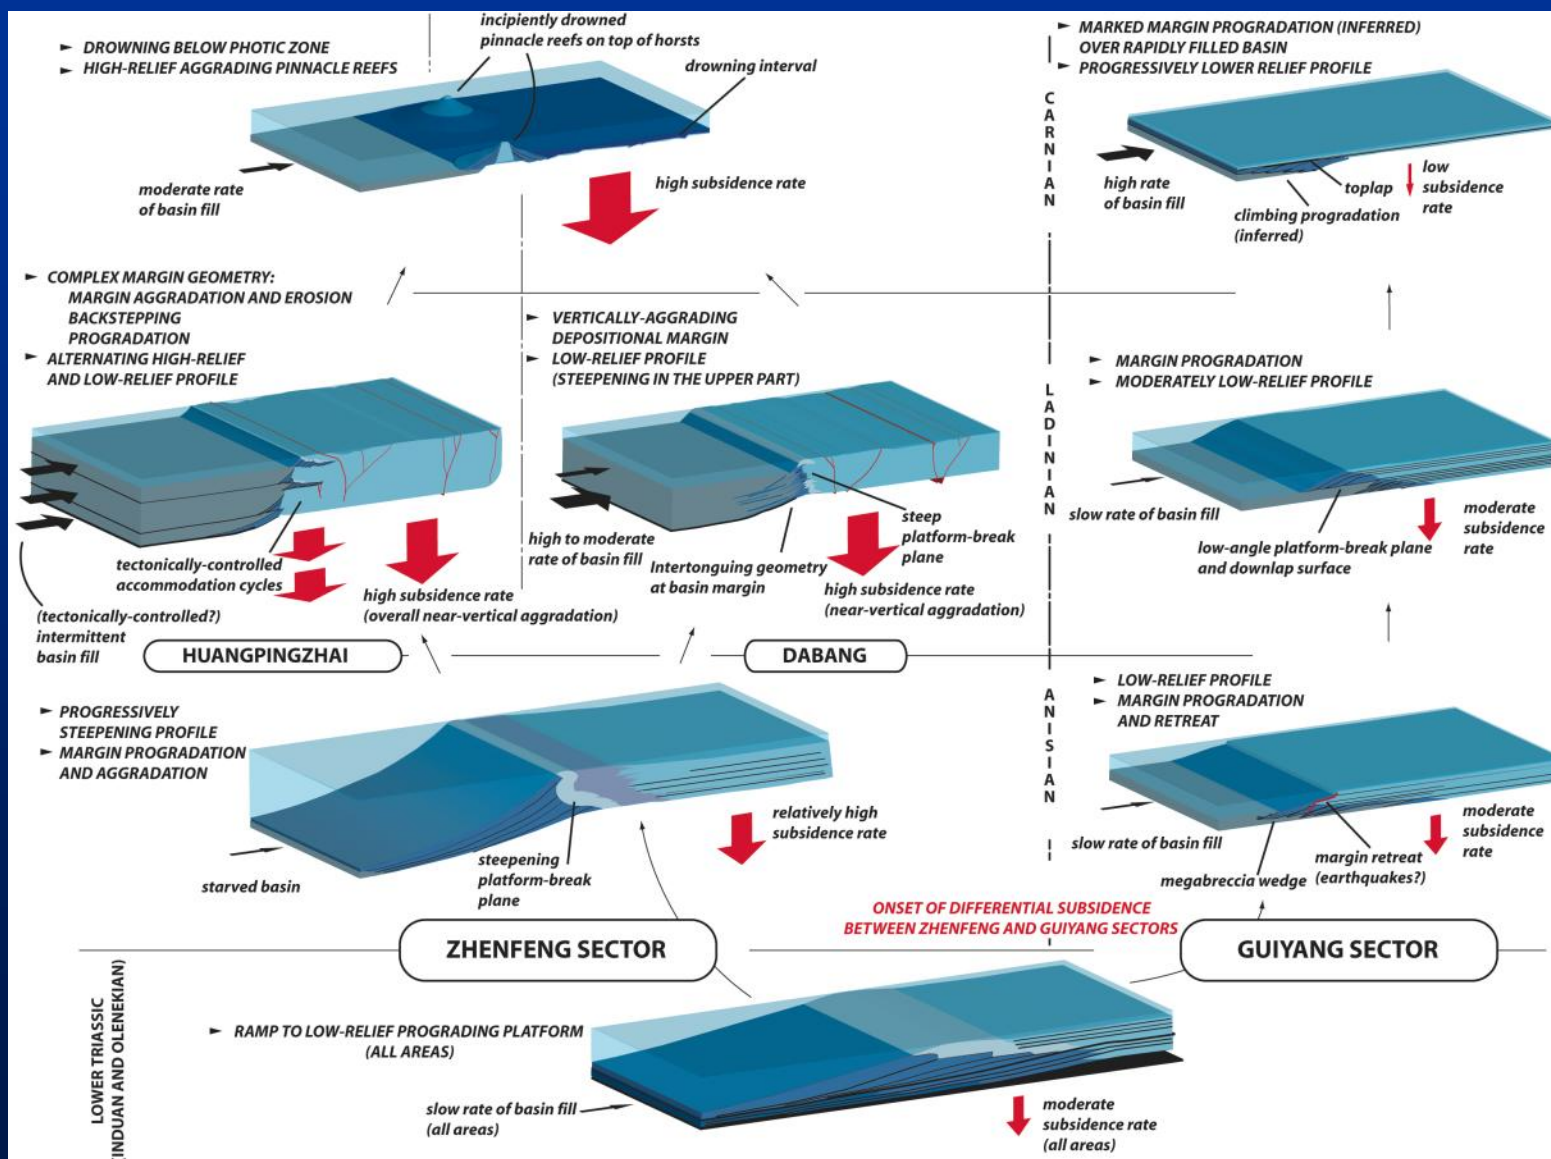 ► DROWNING BELOW PHOTIC ZONE
► HIGH-RELIEF AGGRADING PINNACLE REEFS
incipiently drowned
pinnacle reefs on top of horsts
drowning interval
moderate rate
of basin fill
high subsidence rate
► MARKED MARGIN PROGRADATION (INFERRED)
OVER RAPIDLY FILLED BASIN
► PROGRESSIVELY LOWER RELIEF PROFILE
CARNIAN
high rate
of basin fill
toplap
climbing progradation
(inferred)
low
subsidence
rate
► COMPLEX MARGIN GEOMETRY:
MARGIN AGGRADATION AND EROSION
BACKSTEPPING
PROGRADATION
► ALTERNATING HIGH-RELIEF
AND LOW-RELIEF PROFILE
tectonically-controlled
accommodation cycles
high subsidence rate
(overall near-vertical aggradation)
(tectonically-controlled?)
intermittent
basin fill
HUANGPINGZHAI
► VERTICALLY-AGGRADING
DEPOSITIONAL MARGIN
► LOW-RELIEF PROFILE
(STEEPENING IN THE UPPER PART)
high to moderate
rate of basin fill
steep
platform-break
plane
Intertonguing geometry
at basin margin
high subsidence rate
(near-vertical aggradation)
DABANG
LADINIAN
► MARGIN PROGRADATION
► MODERATELY LOW-RELIEF PROFILE
slow rate of basin fill
low-angle platform-break plane
and downlap surface
moderate
subsidence
rate
► PROGRESSIVELY
STEEPENING PROFILE
► MARGIN PROGRADATION
AND AGGRADATION
starved basin
steepening
platform-break
plane
relatively high
subsidence rate
ANISIAN
► LOW-RELIEF PROFILE
► MARGIN PROGRADATION
AND RETREAT
slow rate of basin fill
megabreccia wedge
margin retreat
(earthquakes?)
moderate
subsidence
rate
ONSET OF DIFFERENTIAL SUBSIDENCE
BETWEEN ZHENFENG AND GUIYANG SECTORS
ZHENFENG SECTOR
GUIYANG SECTOR
LOWER TRIASSIC
(INDUAN AND OLENEKIAN)
► RAMP TO LOW-RELIEF PROGRADING PLATFORM
(ALL AREAS)
slow rate of basin fill
(all areas)
moderate
subsidence rate
(all areas)